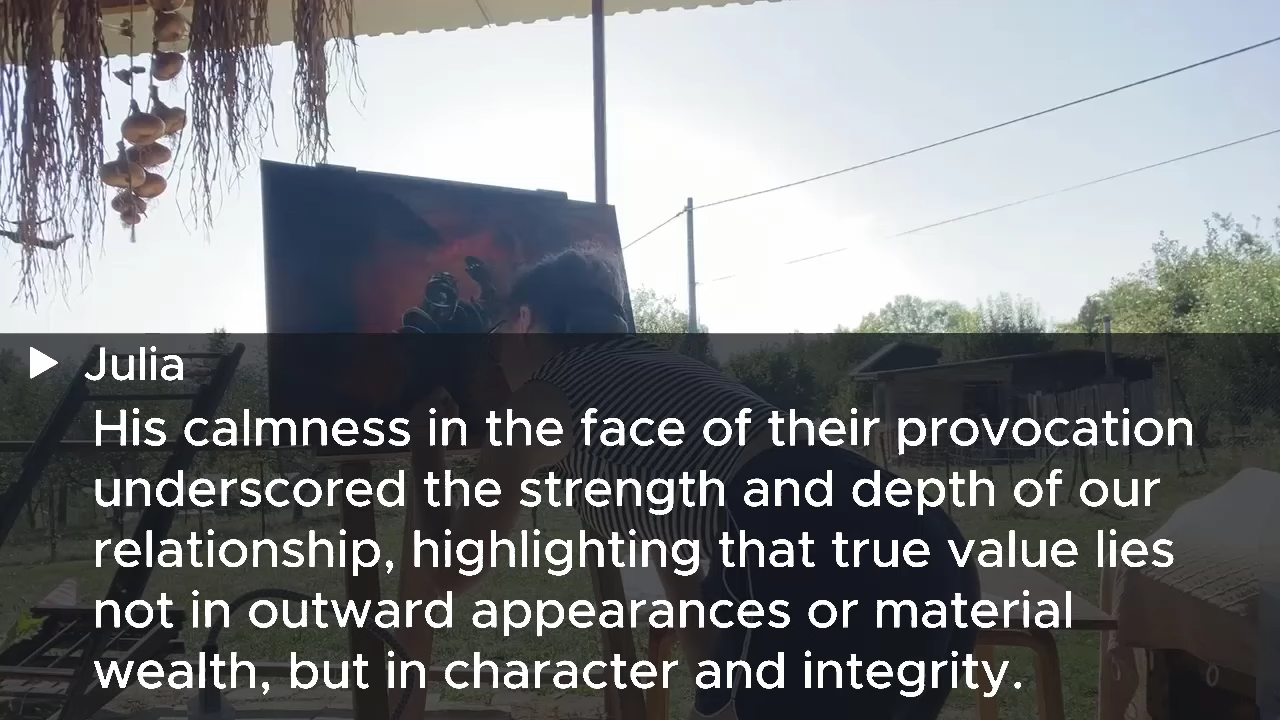 Julia
His calmness in the face of their provocation
underscored the strength and depth of our
relationship, highlighting that true value lies
not in outward appearances or material
wealth, but in character and integrity.